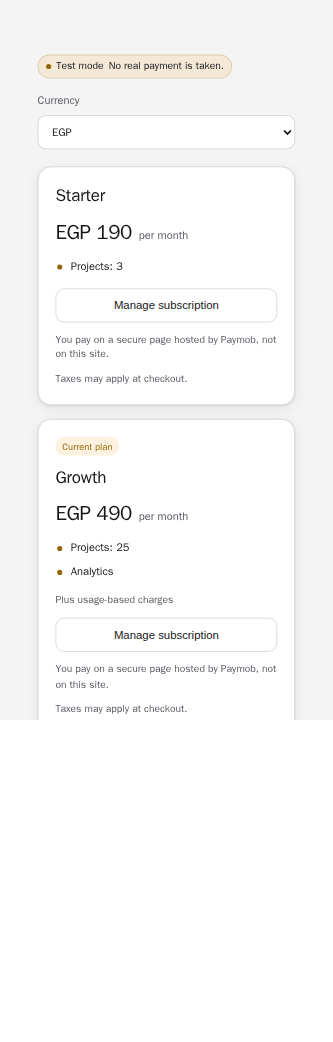 Test mode No real payment is taken.
Currency
EGP
Starter
EGP 190 per month
Projects: 3
Manage subscription
You pay on a secure page hosted by Paymob, not
on this site.
Taxes may apply at checkout.
Current plan
Growth
EGP 490 per month
Projects: 25
Analytics
Plus usage-based charges
Manage subscription
You pay on a secure page hosted by Paymob, not
on this site.
Taxes may apply at checkout.